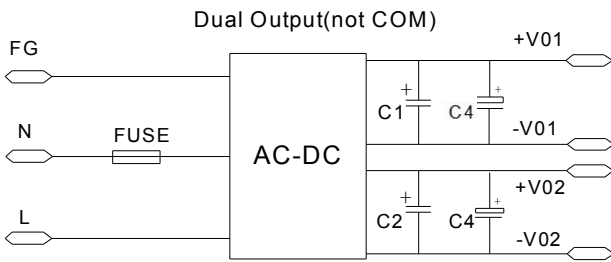 Dual Output(not COM)
FG
+V01
+
+
C1
C4
N
FUSE
-V01
AC-DC
+V02
+
+
C2
C4
L
-V02